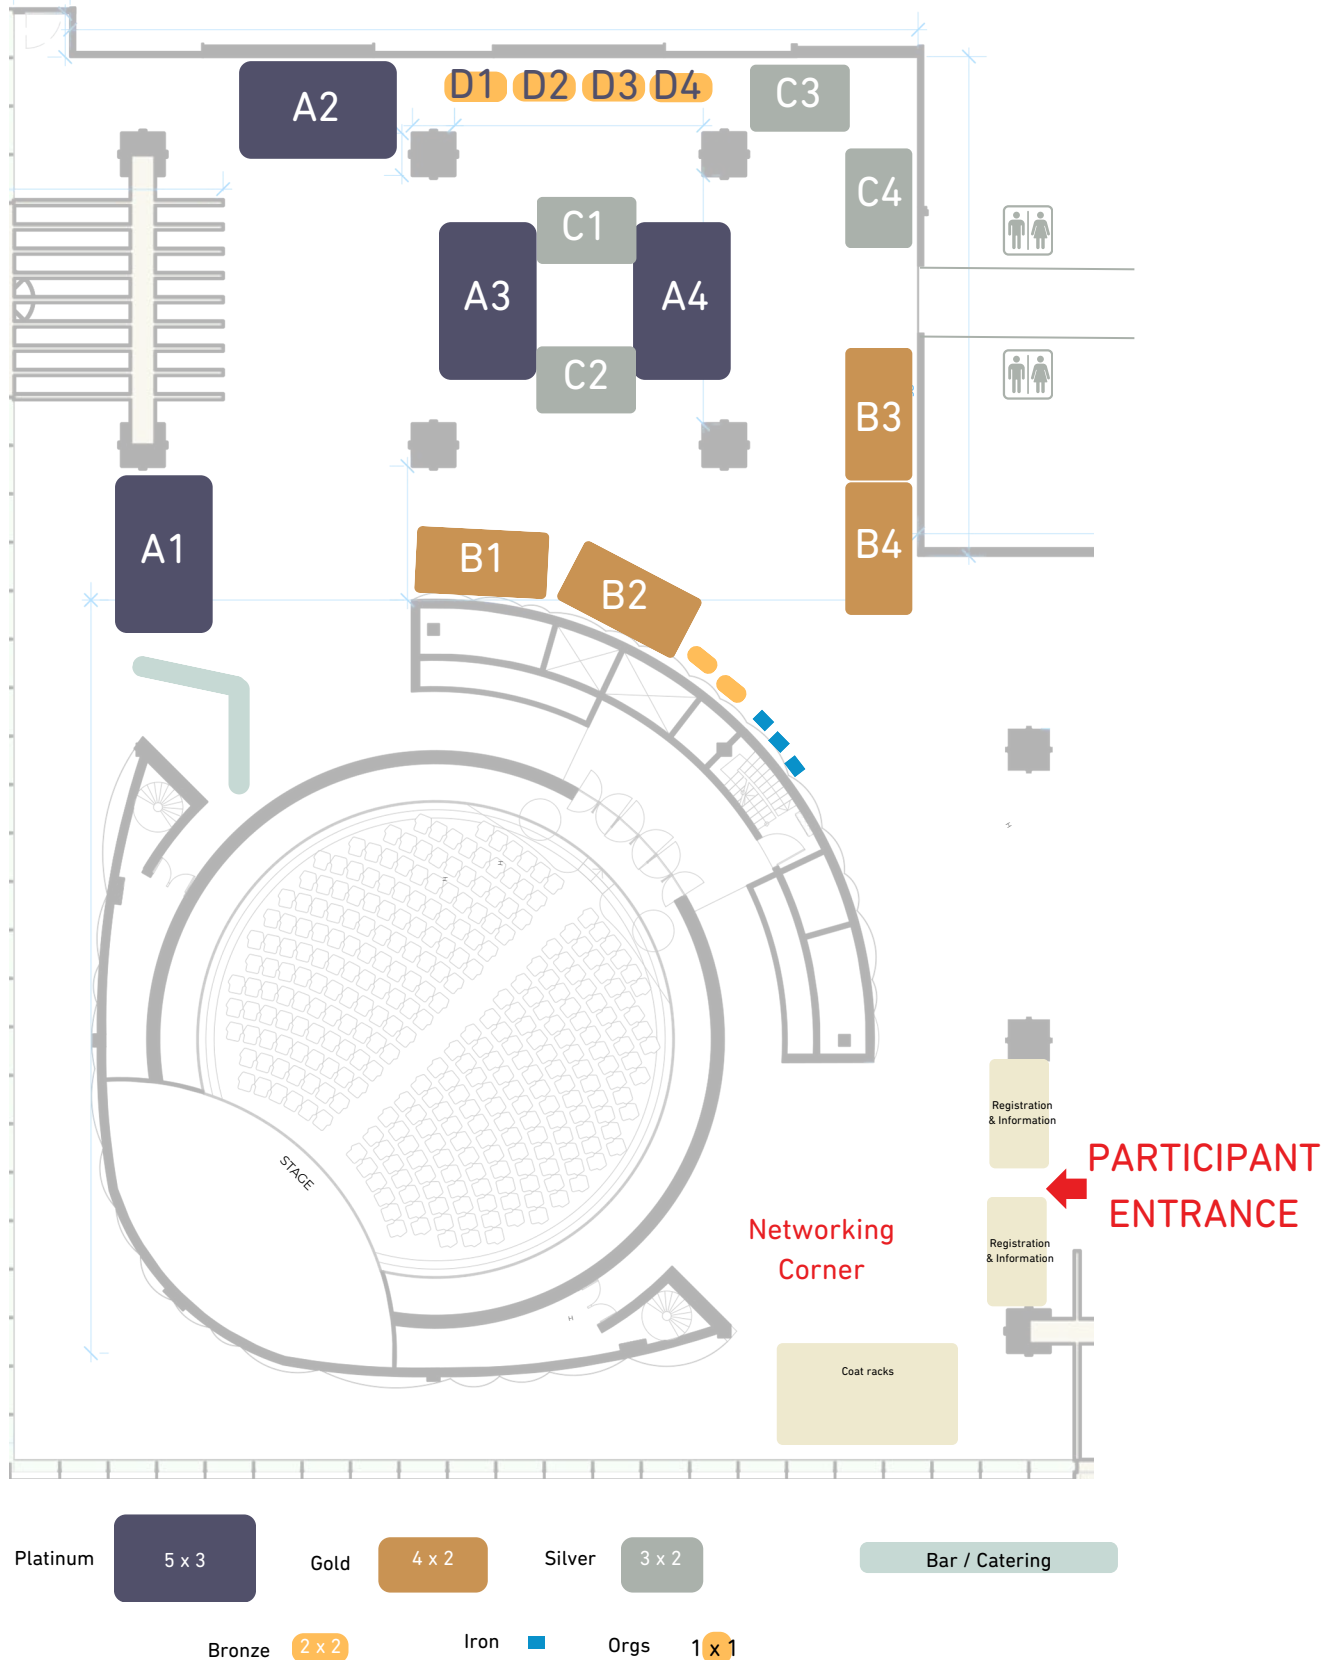 A2
D1 D2 D3 D4
C3
C4
C1
A3
A4
C2
B3
B4
A1
B1
B2
H
H
H
STAGE
Registration
& Information
PARTICIPANT
ENTRANCE
Registration
& Information
Networking
Corner
H
Coat racks
Platinum
5 x 3
Gold
4 x 2
Silver
3 x 2
Bar / Catering
Bronze
2 x 2
Iron
Orgs
1 x 1